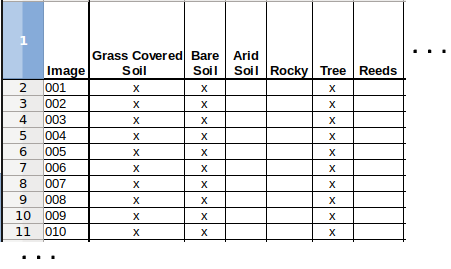 1 Image Grass Covered Soil Bare Soil Arid Soil Rocky Tree Reeds ...
2 001 x x x
3 002 x x x
4 003 x x x
5 004 x x x
6 005 x x x
7 006 x x x
8 007 x x x
9 008 x x x
10 009 x x x
11 010 x x x
...